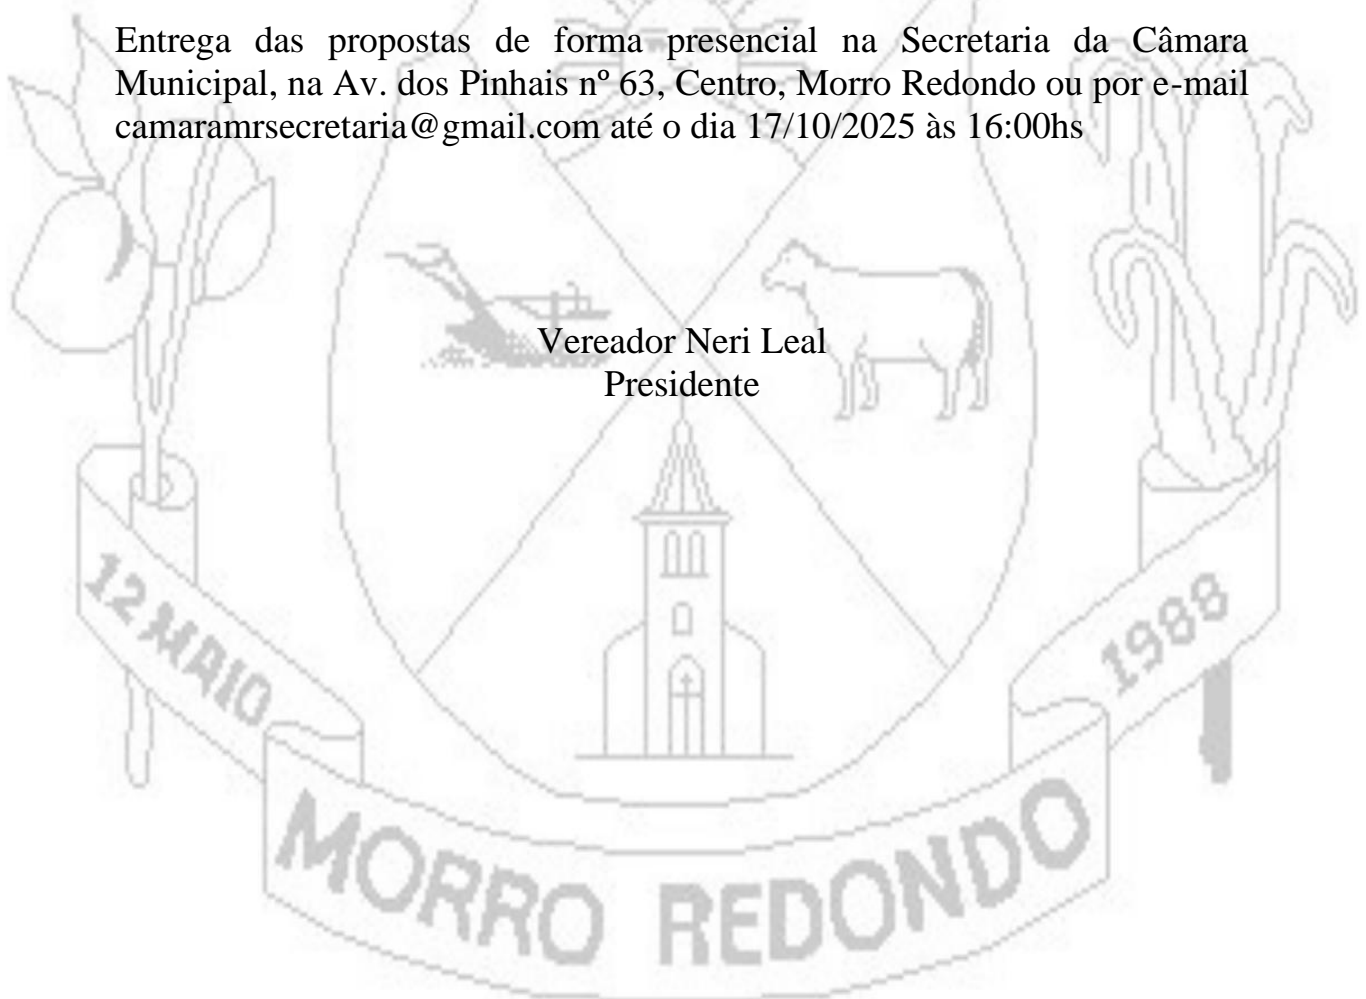 Entrega das propostas de forma presencial na Secretaria da Câmara
Municipal, na Av. dos Pinhais nº 63, Centro, Morro Redondo ou por e-mail
camaramrsecretaria@gmail.com até o dia 17/10/2025 às 16:00hs
Vereador Neri Leal
Presidente
12 MAIO
1988
MORRO REDONDO